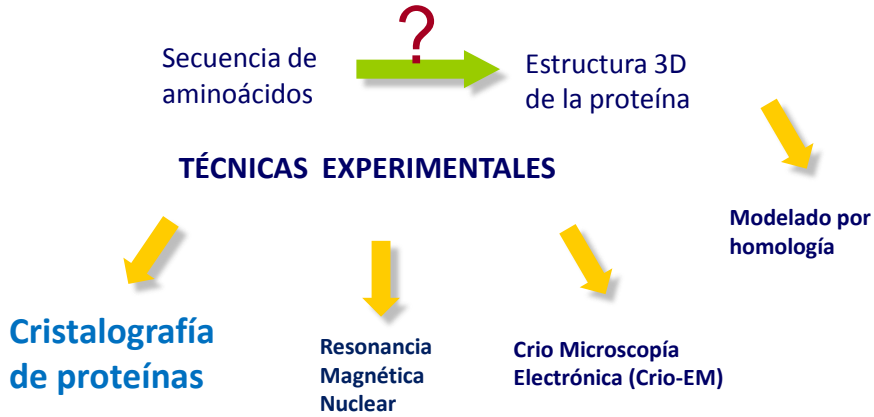 ?
Secuencia de
aminoácidos
Estructura 3D
de la proteína
TÉCNICAS EXPERIMENTALES
Modelado por
homología
Cristalografía
de proteínas
Resonancia
Magnética
Nuclear
Crio Microscopía
Electrónica (Crio-EM)